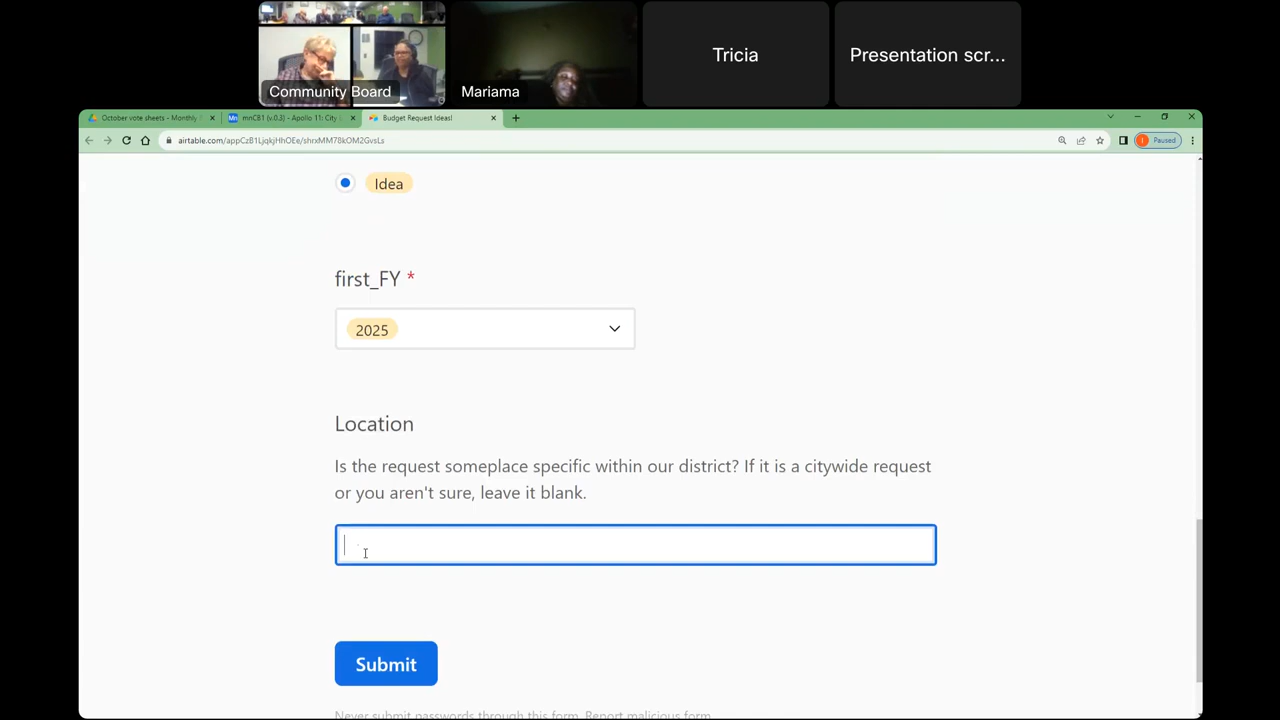 Community Board
Mariama
Tricia
Presentation scr...
October vote sheets - Monthly
mnCB1 (v.0.3) - Apollo 11: City
Budget Request Ideas!
airtable.com/appCzB1LjqkjHhOEe/shrxMM78kOM2GvsLs
Paused
Idea
first_FY *
2025
Location
Is the request someplace specific within our district? If it is a citywide request
or you aren't sure, leave it blank.
Submit
Never submit passwords through this form. Report malicious form